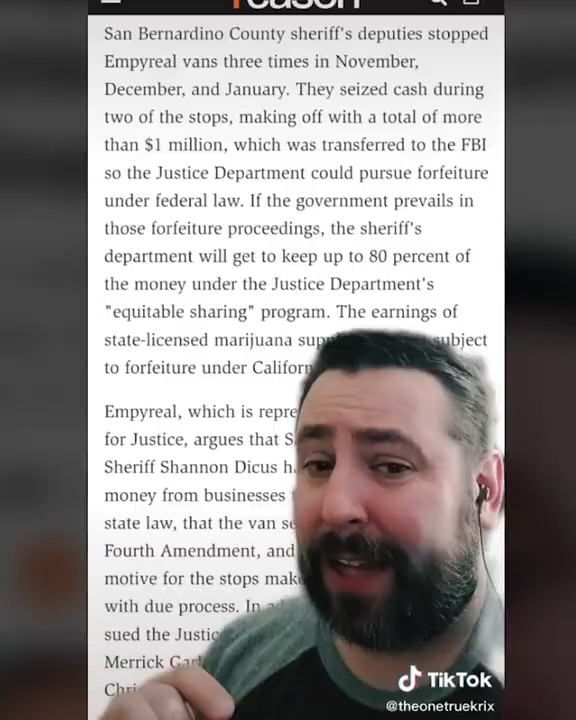 reason
San Bernardino County sheriff's deputies stopped
Empyreal vans three times in November,
December, and January. They seized cash during
two of the stops, making off with a total of more
than $1 million, which was transferred to the FBI
so the Justice Department could pursue forfeiture
under federal law. If the government prevails in
those forfeiture proceedings, the sheriff's
department will get to keep up to 80 percent of
the money under the Justice Department's
"equitable sharing" program. The earnings of
state-licensed marijuana subject
to forfeiture under
Empyreal, which is
for Justice, argues that
Sheriff Shannon Dicus
money from businesses
state law, that the van
Fourth Amendment, and
motive for the stops
with due process. In
sued the
Merrick
TikTok
@theonetruekrix